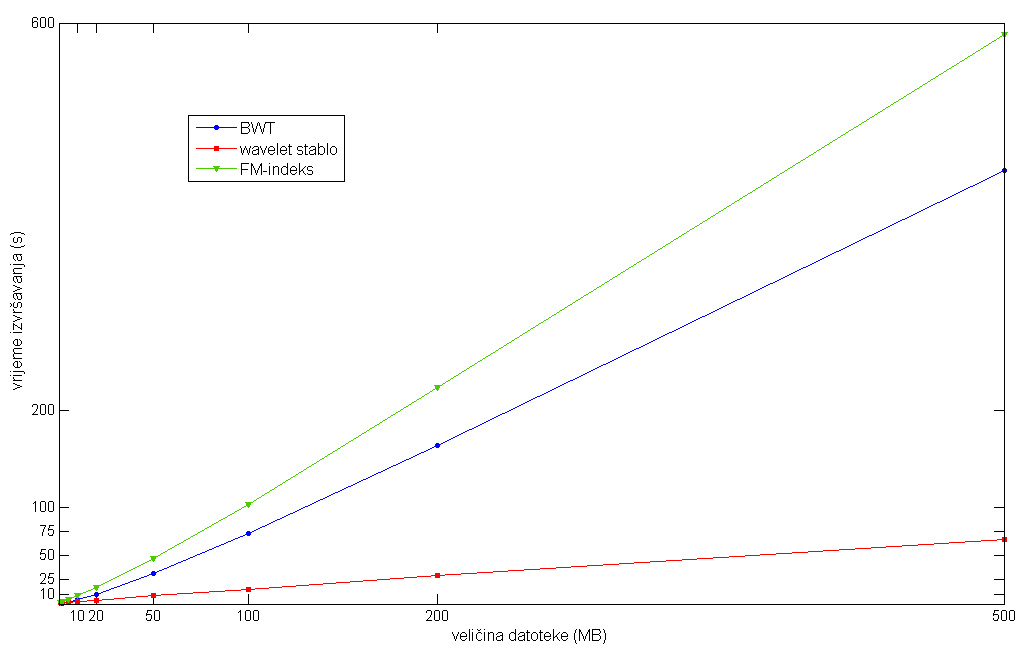 600
BWT
wavelet stablo
FM-indeks
vrijeme izvršavanja (s)
200
100
75
50
25
10
10 20 50 100 200 500
veličina datoteke (MB)